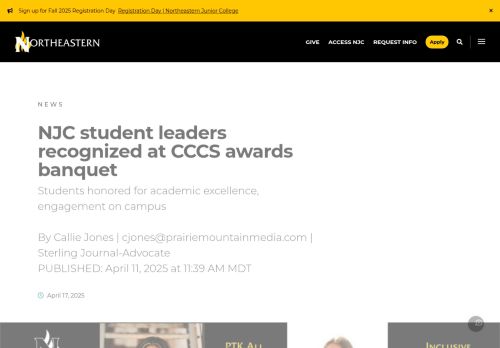 Sign up for Fall 2025 Registration Day Registration Day | Northeastern Junior College
NORTHEASTERN
GIVE ACCESS NJC REQUEST INFO Apply
NEWS
NJC student leaders
recognized at CCCS awards
banquet
Students honored for academic excellence,
engagement on campus
By Callie Jones | cjones@prairiemountainmedia.com |
Sterling Journal-Advocate
PUBLISHED: April 11, 2025 at 11:39 AM MDT
April 17, 2025
PTK ALL
INCLUSIVE